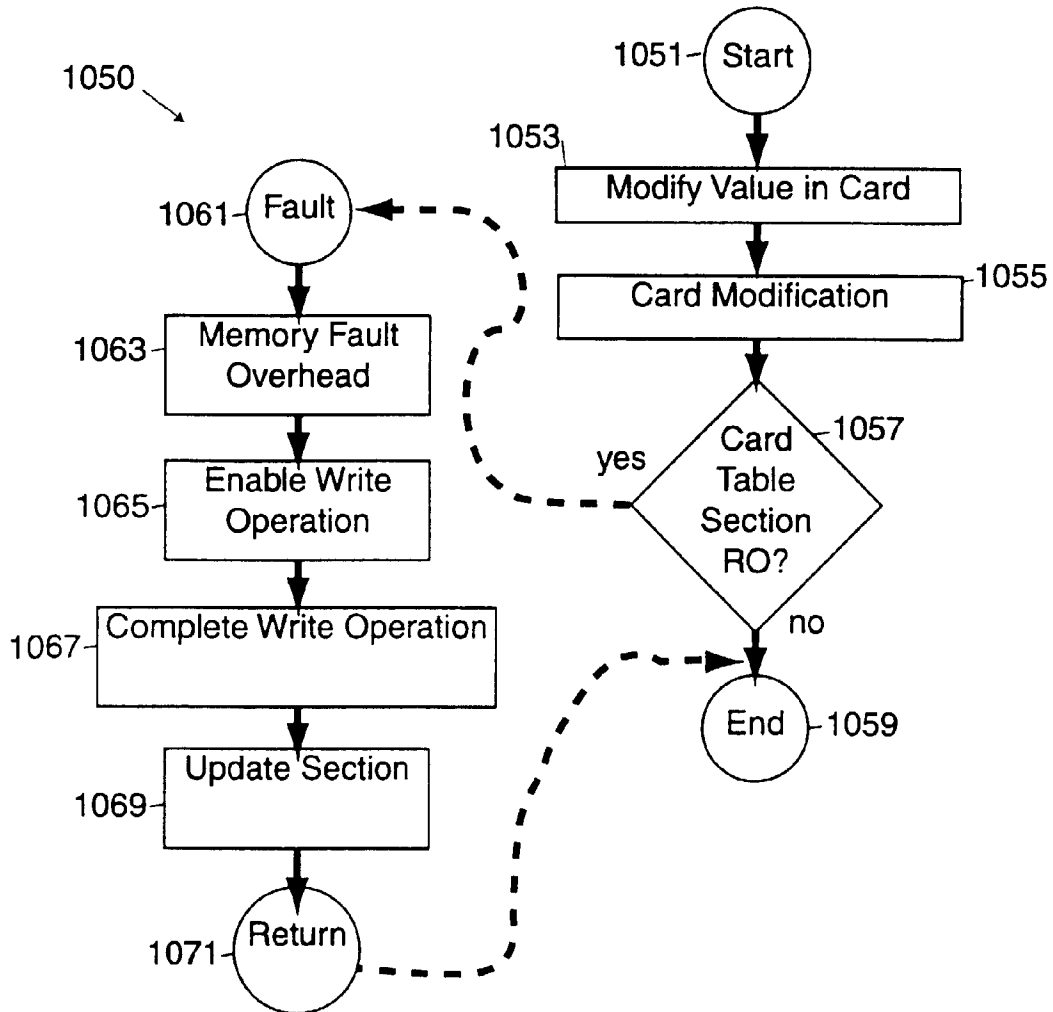 1050
1051
Start
1053
Modify Value in Card
1055
Card Modification
1057
Card
Table
Section
RO?
yes
no
End
1059
1061
Fault
1063
Memory Fault
Overhead
1065
Enable Write
Operation
1067
Complete Write Operation
1069
Update Section
1071
Return